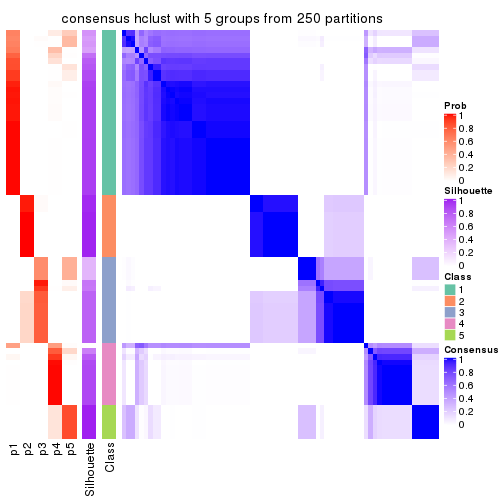 consensus hclust with 5 groups from 250 partitions
Prob
1
0.8
0.6
0.4
0.2
0
Silhouette
1
0.8
0.6
0.4
0.2
0
Class
1
2
3
4
5
Consensus
1
0.8
0.6
0.4
0.2
0
p1
p2
p3
p4
p5
Silhouette
Class